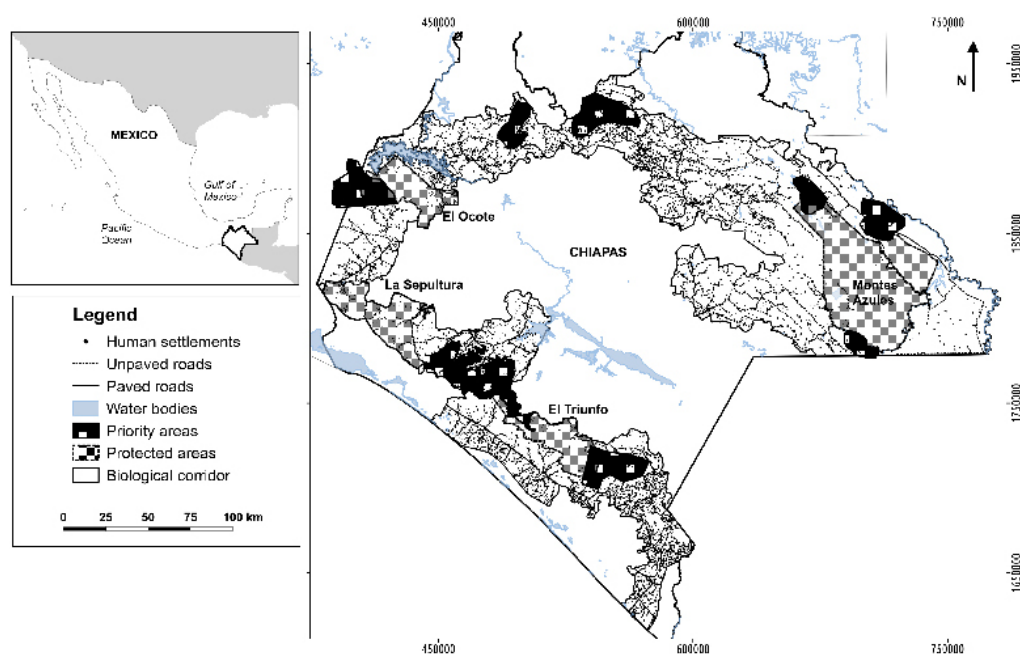 450000
600000
750000
1950000
N
MEXICO
Gulf of
Mexico
Pacific
Ocean
El Ocote
CHIAPAS
1850000
La Sepultura
Montes
Azules
Legend
Human settlements
Unpaved roads
Paved roads
Water bodies
Priority areas
Protected areas
Biological corridor
1750000
El Triunfo
0 25 50 75 100 km
1650000
450000
600000
750000